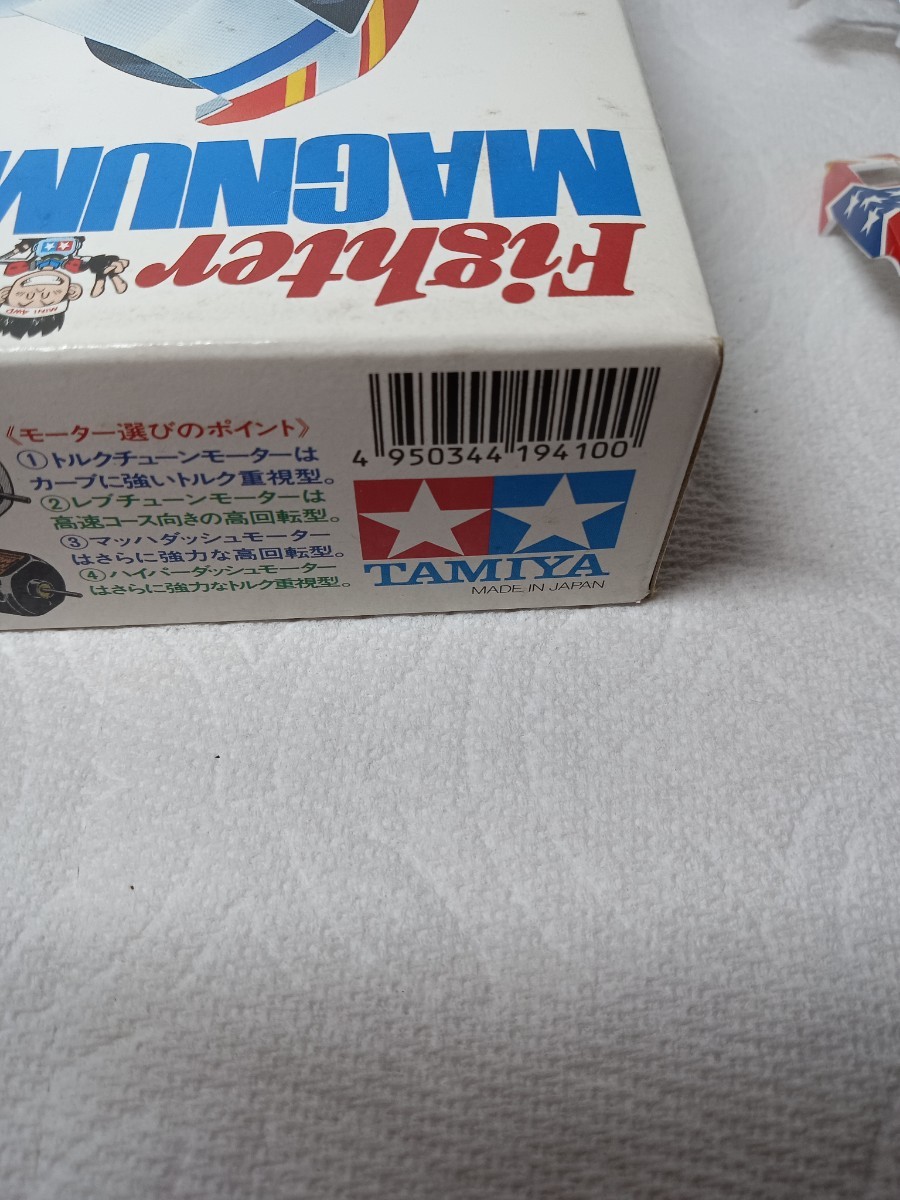 MAGNUM
Fighter
MINI 4WD
《モーター選びのポイント》
①トルクチューンモーターは
カーブに強いトルク重視型。
②レブチューンモーターは
高速コース向きの高回転型。
③マッハダッシュモーター
はさらに強力な高回転型。
④ハイパーダッシュモーター
はさらに強力なトルク重視型。
4 950344 194100
TAMIYA
MADE IN JAPAN